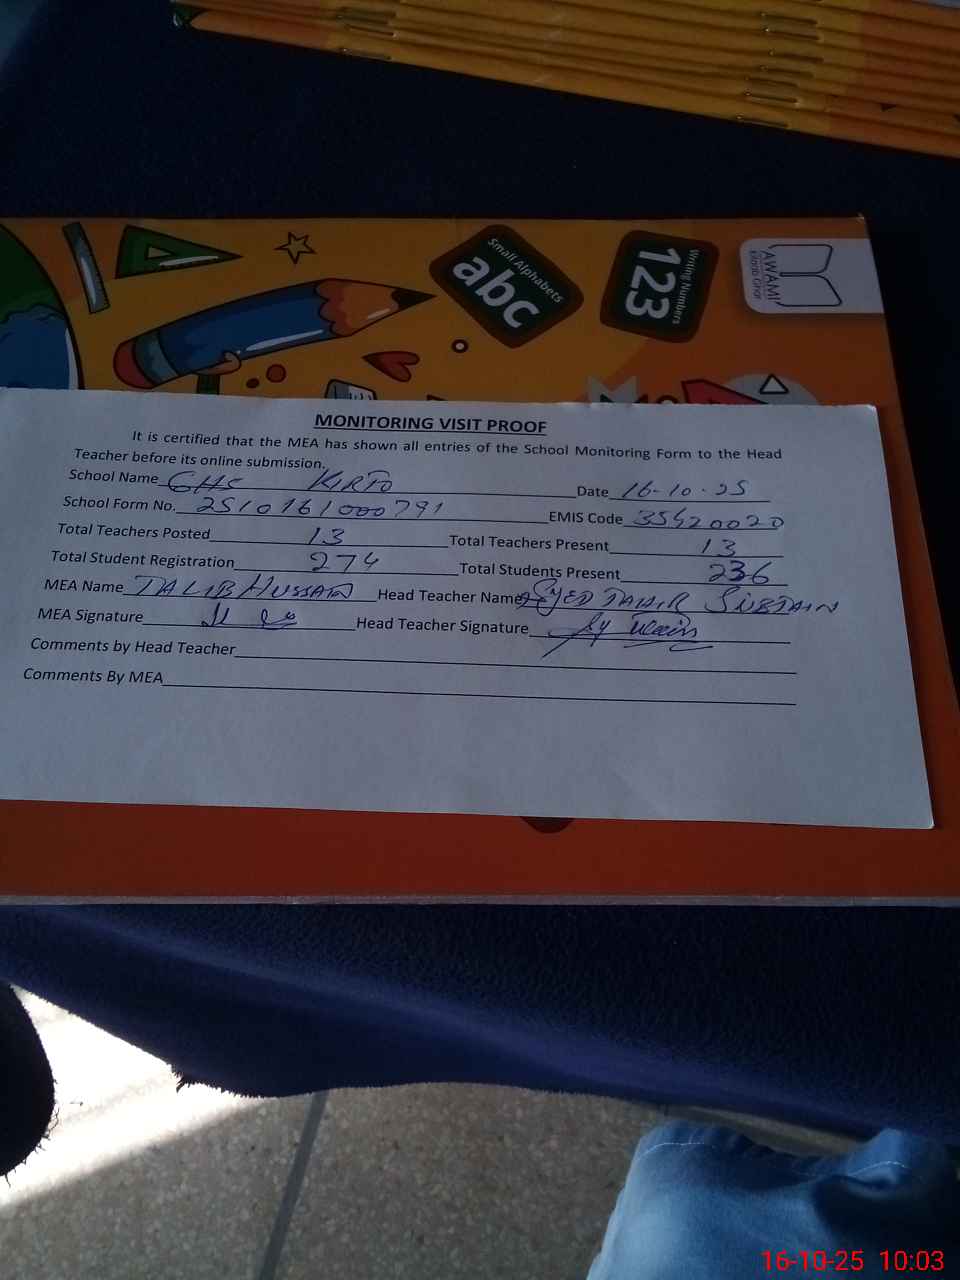 Small Alphabets
abc
Writing Numbers
123
AWAMI
Kitab Ghar
MONITORING VISIT PROOF
It is certified that the MEA has shown all entries of the School Monitoring Form to the Head
Teacher before its online submission.
School Name GHS KIRTO Date 16-10-25
School Form No. 2510161000791 EMIS Code 35420020
Total Teachers Posted 13 Total Teachers Present 13
Total Student Registration 274 Total Students Present 236
MEA Name TALIB HUSSAIN Head Teacher Name SYED TAHIR SIBTAIN
MEA Signature Head Teacher Signature
Comments by Head Teacher
Comments By MEA
16-10-25 10:03